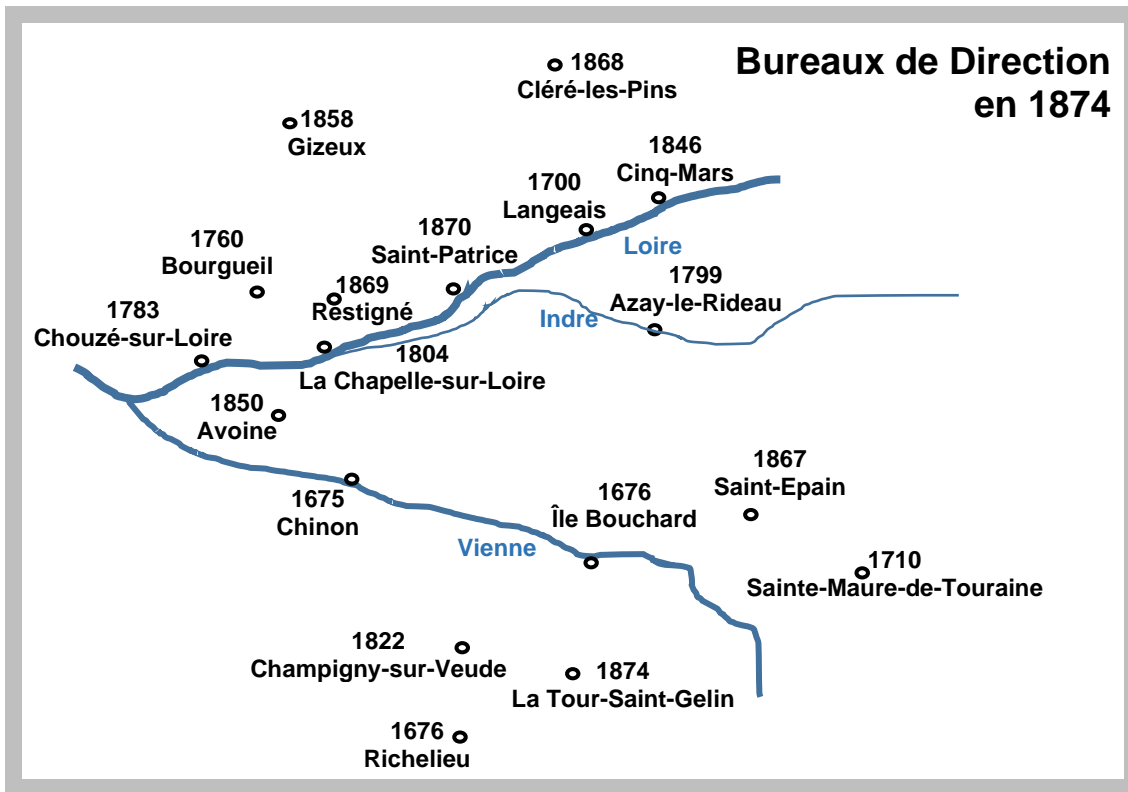 Bureaux de Direction
en 1874
1868
Cléré-les-Pins
1858
Gizeux
1846
Cinq-Mars
1700
Langeais
1870
Saint-Patrice
Loire
1760
Bourgueil
1869
Restigné
1799
Azay-le-Rideau
Indre
1783
Chouzé-sur-Loire
1804
La Chapelle-sur-Loire
1850
Avoine
1867
Saint-Epain
1675
Chinon
1676
Île Bouchard
Vienne
1710
Sainte-Maure-de-Touraine
1822
Champigny-sur-Veude
1874
La Tour-Saint-Gelin
1676
Richelieu